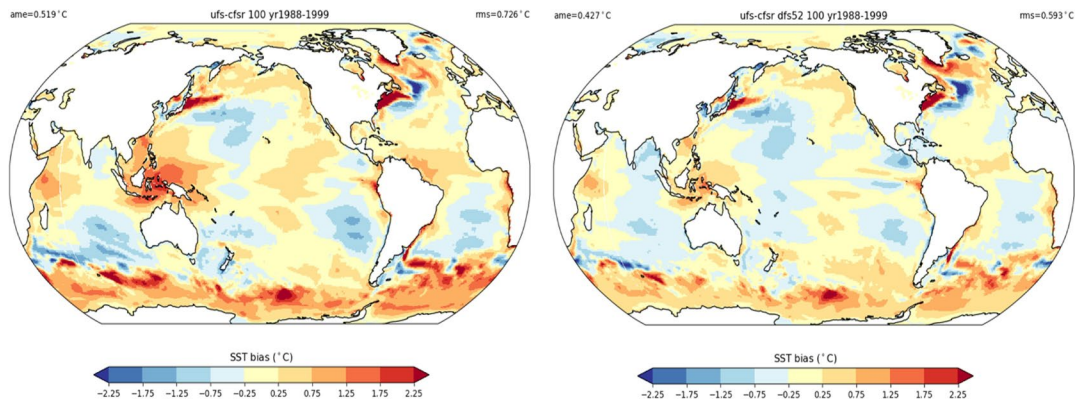 ame=0.519°C ufs-cfsr 100 yr1988-1999 rms=0.726°C
SST bias (°C)
−2.25 −1.75 −1.25 −0.75 −0.25 0.25 0.75 1.25 1.75 2.25
ame=0.427°C ufs-cfsr dfs52 100 yr1988-1999 rms=0.593°C
SST bias (°C)
−2.25 −1.75 −1.25 −0.75 −0.25 0.25 0.75 1.25 1.75 2.25